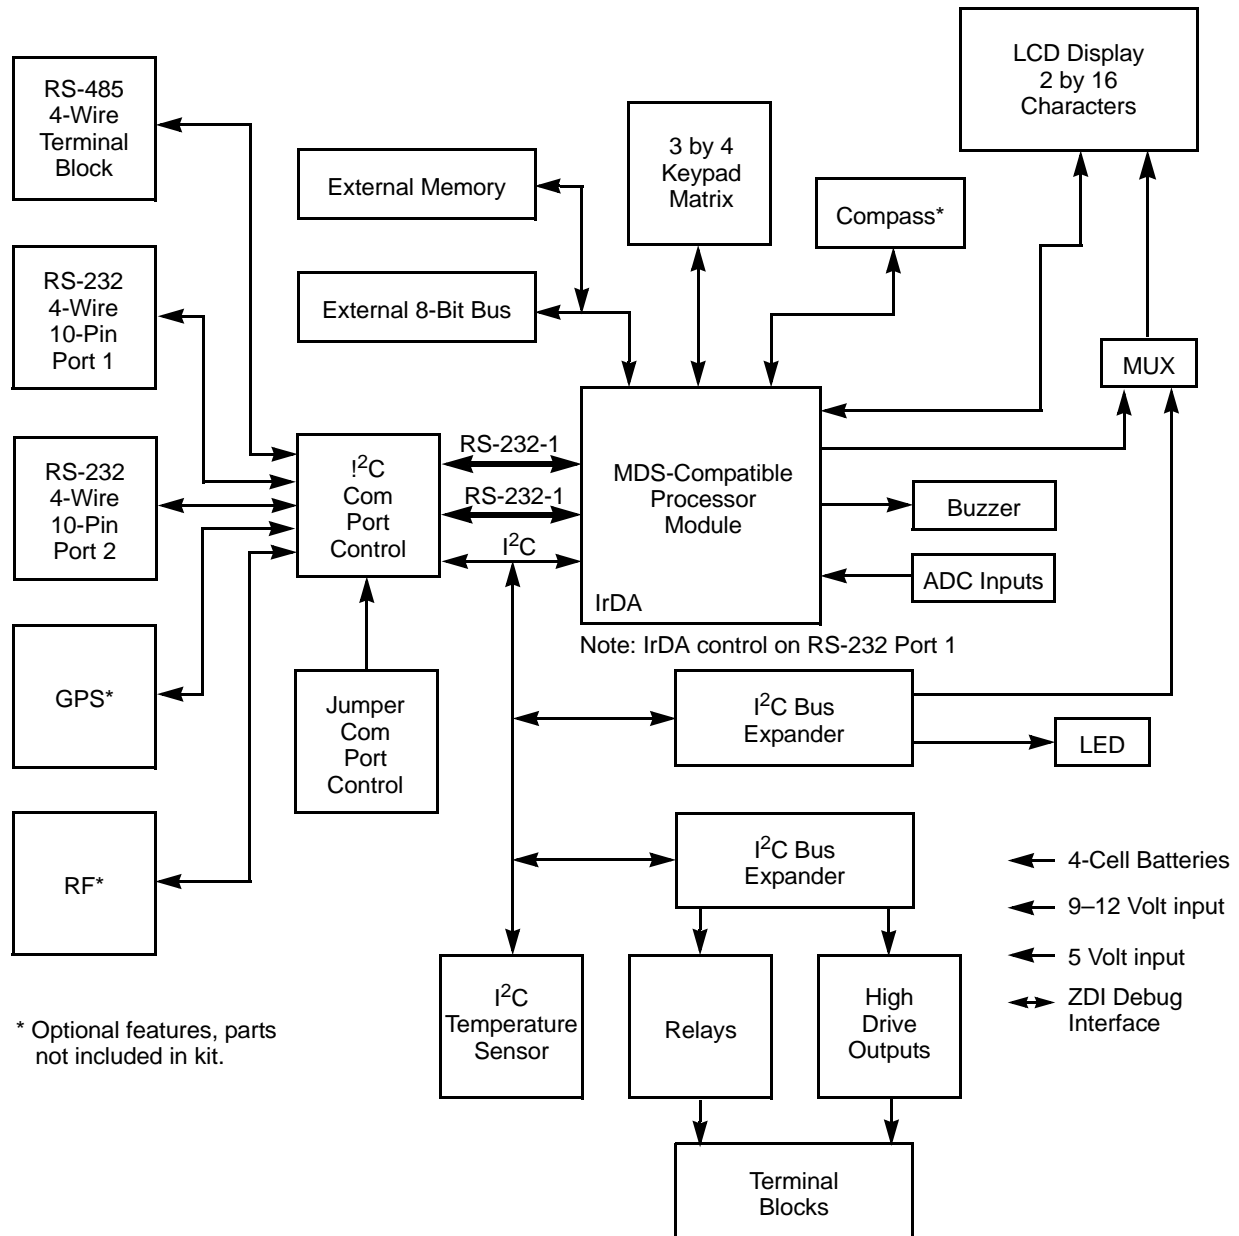 LCD Display
2 by 16
Characters
RS-485
4-Wire
Terminal
Block
3 by 4
Keypad
Matrix
External Memory
Compass*
RS-232
4-Wire
10-Pin
Port 1
External 8-Bit Bus
MUX
RS-232
4-Wire
10-Pin
Port 2
!²C
Com
Port
Control
RS-232-1
RS-232-1
I²C
MDS-Compatible
Processor
Module
IrDA
Buzzer
ADC Inputs
Note: IrDA control on RS-232 Port 1
GPS*
Jumper
Com
Port
Control
I²C Bus
Expander
LED
RF*
I²C Bus
Expander
4-Cell Batteries
9–12 Volt input
5 Volt input
ZDI Debug
Interface
* Optional features, parts
not included in kit.
I²C
Temperature
Sensor
Relays
High
Drive
Outputs
Terminal
Blocks